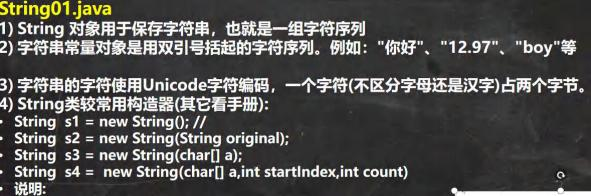 String01.java
1) String 对象用于保存字符串，也就是一组字符序列
2) 字符串常量对象是用双引号括起的字符序列。例如："你好"、"12.97"、"boy"等
3) 字符串的字符使用Unicode字符编码，一个字符(不区分字母还是汉字)占两个字节。
4) String类较常用构造器(其它看手册):
• String s1 = new String(); //
• String s2 = new String(String original);
• String s3 = new String(char[] a);
• String s4 = new String(char[] a,int startIndex,int count)
• 说明: